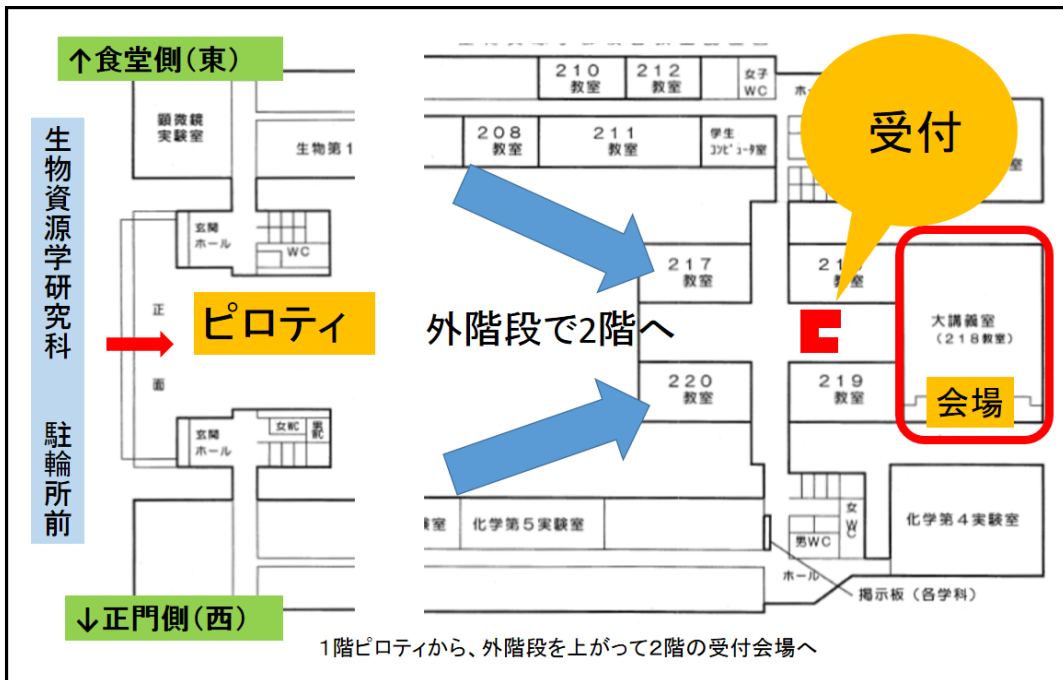 ↑食堂側(東)
210
教室
212
教室
女子
WC
ホ
顕微鏡
実験室
生物第1
208
教室
211
教室
学生
コンピュータ室
受付
生物資源学研究科 駐輪所前
玄関
ホール
WC
217
教室
教室
正面
ピロティ
外階段で2階へ
大講義室
(218教室)
220
教室
219
教室
会場
玄関
ホール
女WC
男WC
験室
化学第5実験室
男WC
女WC
化学第4実験室
ホール
掲示板(各学科)
↓正門側(西)
1階ピロティから、外階段を上がって2階の受付会場へ